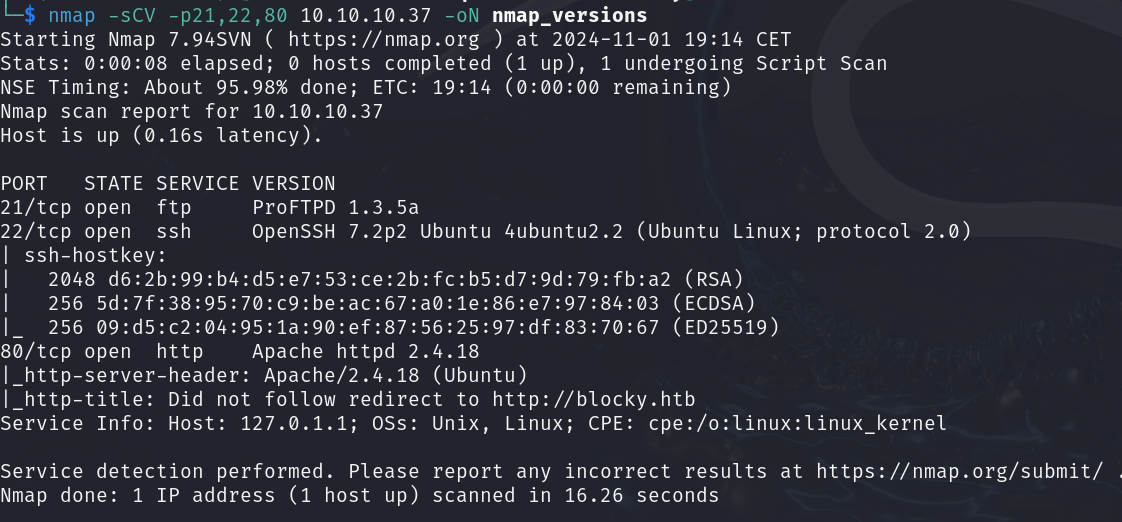 └─$ nmap -sCV -p21,22,80 10.10.10.37 -oN nmap_versions
Starting Nmap 7.94SVN ( https://nmap.org ) at 2024-11-01 19:14 CET
Stats: 0:00:08 elapsed; 0 hosts completed (1 up), 1 undergoing Script Scan
NSE Timing: About 95.98% done; ETC: 19:14 (0:00:00 remaining)
Nmap scan report for 10.10.10.37
Host is up (0.16s latency).

PORT   STATE SERVICE VERSION
21/tcp open  ftp     ProFTPD 1.3.5a
22/tcp open  ssh     OpenSSH 7.2p2 Ubuntu 4ubuntu2.2 (Ubuntu Linux; protocol 2.0)
| ssh-hostkey:
|   2048 d6:2b:99:b4:d5:e7:53:ce:2b:fc:b5:d7:9d:79:fb:a2 (RSA)
|   256 5d:7f:38:95:70:c9:be:ac:67:a0:1e:86:e7:97:84:03 (ECDSA)
|_  256 09:d5:c2:04:95:1a:90:ef:87:56:25:97:df:83:70:67 (ED25519)
80/tcp open  http    Apache httpd 2.4.18
|_http-server-header: Apache/2.4.18 (Ubuntu)
|_http-title: Did not follow redirect to http://blocky.htb
Service Info: Host: 127.0.1.1; OSs: Unix, Linux; CPE: cpe:/o:linux:linux_kernel

Service detection performed. Please report any incorrect results at https://nmap.org/submit/ .
Nmap done: 1 IP address (1 host up) scanned in 16.26 seconds